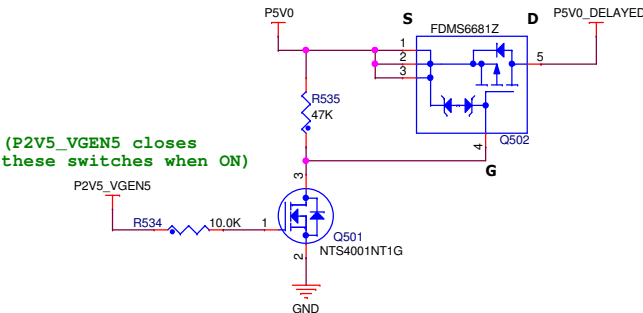 P5V0
S
D
P5V0_DELAYED
FDMS6681Z
1
2
3
5
R535
47K
Q502
4
G
(P2V5_VGEN5 closes
these switches when ON)
P2V5_VGEN5
3
R534
10.0K
1
Q501
NTS4001NT1G
2
GND